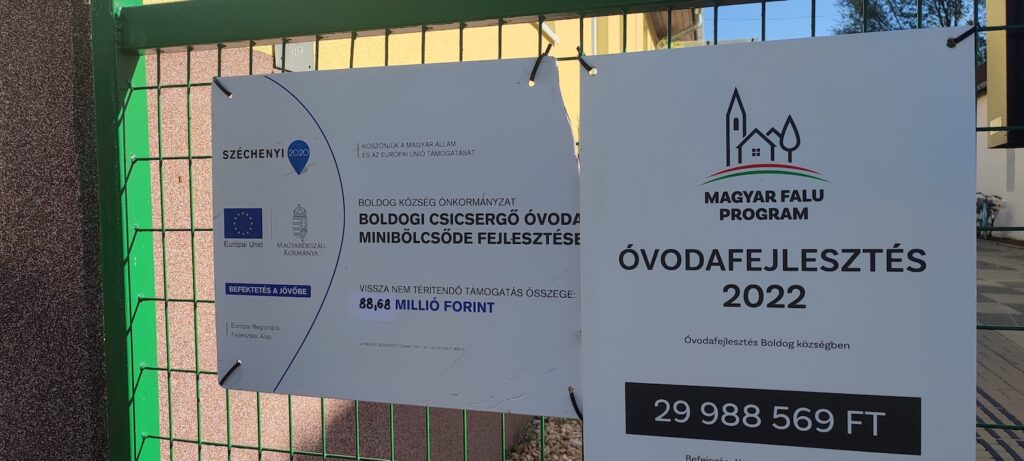 SZÉCHENYI 2020
KÖSZÖNJÜK A MAGYAR ÁLLAM
ÉS AZ EURÓPAI UNIÓ TÁMOGATÁSÁT.
Európai Unió
MAGYARORSZÁG
KORMÁNYA
BEFEKTETÉS A JÖVŐBE
Európai Regionális
Fejlesztési Alap
BOLDOG KÖZSÉG ÖNKORMÁNYZAT
BOLDOGI CSICSERGŐ ÓVODA
MINIBÖLCSŐDE FEJLESZTÉSE
VISSZA NEM TÉRÍTENDŐ TÁMOGATÁS ÖSSZEGE:
88,68 MILLIÓ FORINT
MAGYAR FALU
PROGRAM
ÓVODAFEJLESZTÉS
2022
Óvodafejlesztés Boldog községben
29 988 569 FT